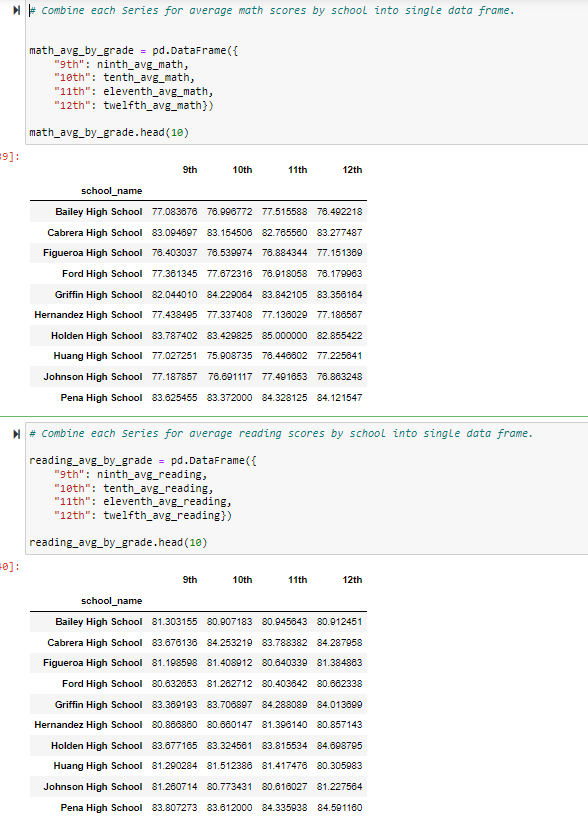 # Combine each Series for average math scores by school into single data frame.
math_avg_by_grade = pd.DataFrame({
"9th": ninth_avg_math,
"10th": tenth_avg_math,
"11th": eleventh_avg_math,
"12th": twelfth_avg_math})
math_avg_by_grade.head(10)
9]:
9th 10th 11th 12th
school_name
Bailey High School 77.083676 76.996772 77.515588 76.492218
Cabrera High School 83.094697 83.154506 82.765560 83.277487
Figueroa High School 76.403037 76.539974 76.884344 77.151369
Ford High School 77.361345 77.672316 76.918058 76.179963
Griffin High School 82.044010 84.229064 83.842105 83.356164
Hernandez High School 77.438495 77.337408 77.136029 77.186567
Holden High School 83.787402 83.429825 85.000000 82.855422
Huang High School 77.027251 75.908735 76.446602 77.225641
Johnson High School 77.187857 76.691117 77.491653 76.863248
Pena High School 83.625455 83.372000 84.328125 84.121547
# Combine each Series for average reading scores by school into single data frame.
reading_avg_by_grade = pd.DataFrame({
"9th": ninth_avg_reading,
"10th": tenth_avg_reading,
"11th": eleventh_avg_reading,
"12th": twelfth_avg_reading})
reading_avg_by_grade.head(10)
0]:
9th 10th 11th 12th
school_name
Bailey High School 81.303155 80.907183 80.945643 80.912451
Cabrera High School 83.676136 84.253219 83.788382 84.287958
Figueroa High School 81.198598 81.408912 80.640339 81.384863
Ford High School 80.632653 81.262712 80.403642 80.662338
Griffin High School 83.369193 83.706897 84.288089 84.013699
Hernandez High School 80.866860 80.660147 81.396140 80.857143
Holden High School 83.677165 83.324561 83.815534 84.698795
Huang High School 81.290284 81.512386 81.417476 80.305983
Johnson High School 81.260714 80.773431 80.616027 81.227564
Pena High School 83.807273 83.612000 84.335938 84.591160